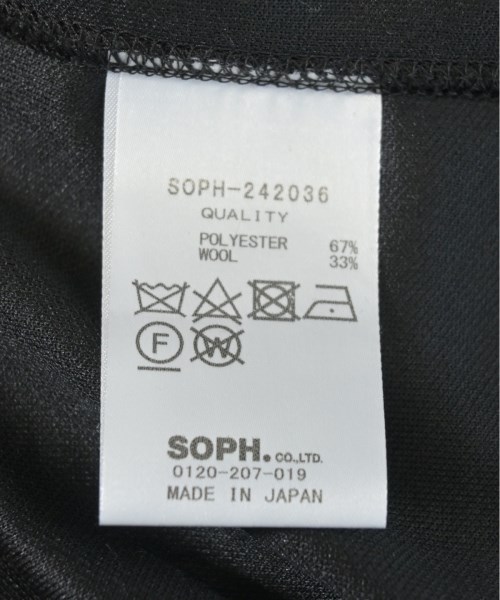 SOPH-242036
QUALITY
POLYESTER 67%
WOOL 33%
F W
SOPH. CO.,LTD.
0120-207-019
MADE IN JAPAN